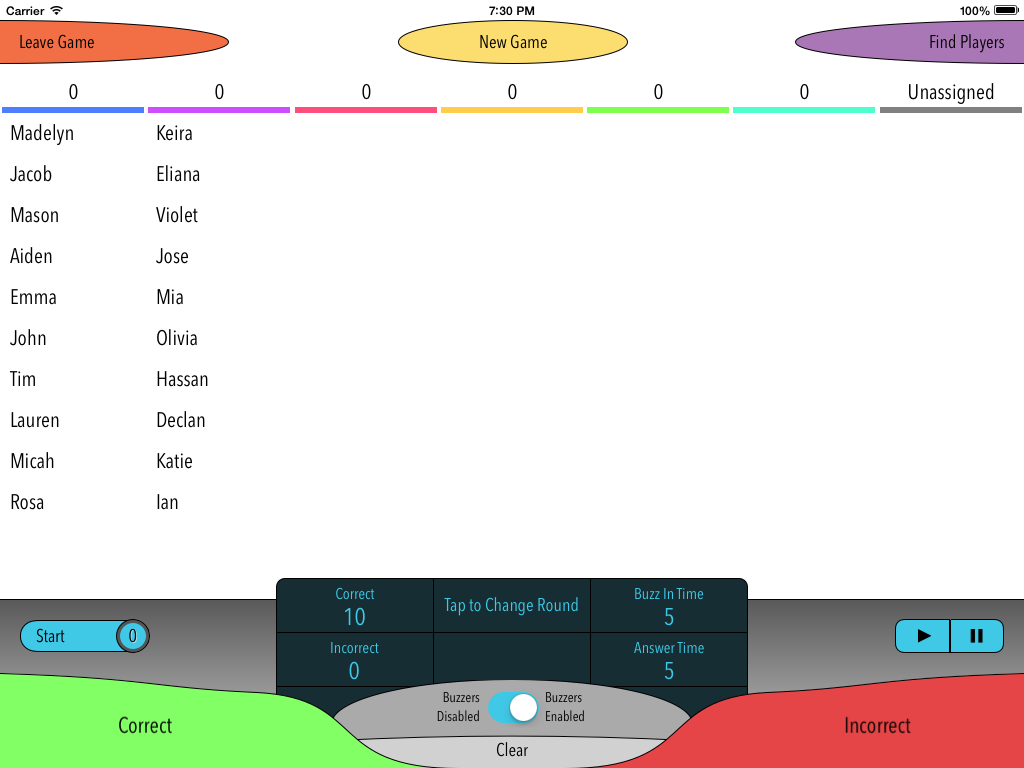 Carrier 7:30 PM 100%
Leave Game New Game Find Players
0 0 0 0 0 0 Unassigned
Madelyn Keira
Jacob Eliana
Mason Violet
Aiden Jose
Emma Mia
John Olivia
Tim Hassan
Lauren Declan
Micah Katie
Rosa Ian
Correct Tap to Change Round Buzz In Time
10 5
Start 0
Incorrect Answer Time
0 5
Buzzers Disabled Buzzers Enabled
Correct Incorrect
Clear